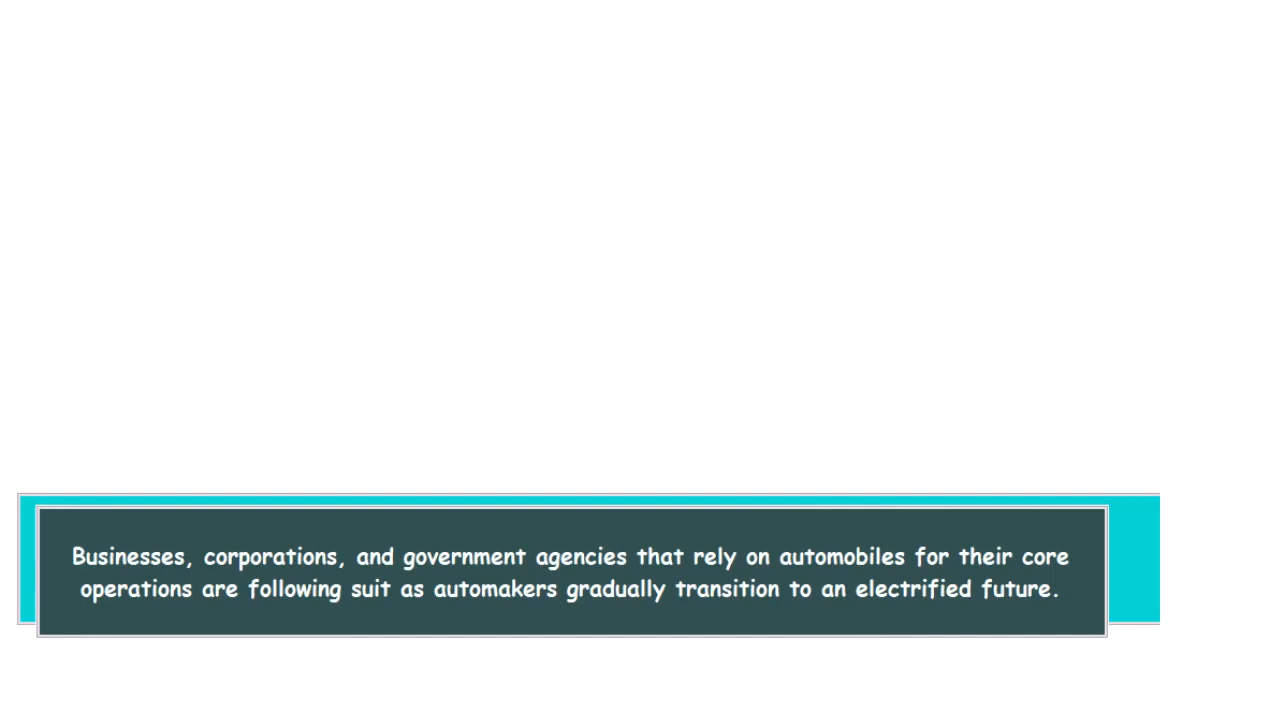 Businesses, corporations, and government agencies that rely on automobiles for their core
operations are following suit as automakers gradually transition to an electrified future.